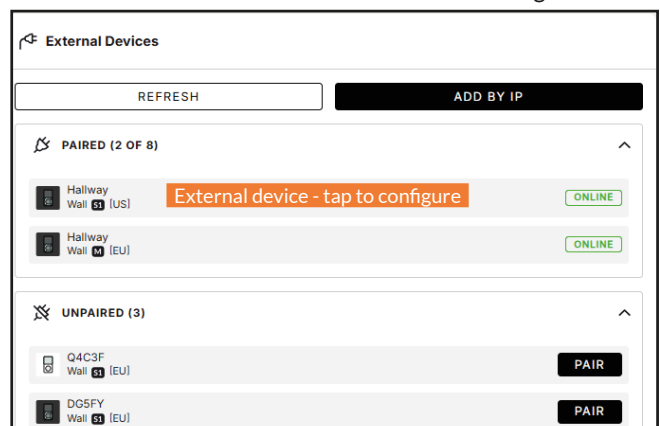 External Devices
REFRESH
ADD BY IP
PAIRED (2 OF 8)
Hallway
Wall S1 [US]
External device - tap to configure
ONLINE
Hallway
Wall M [EU]
ONLINE
UNPAIRED (3)
Q4C3F
Wall S1 [EU]
PAIR
DG5FY
Wall S1 [EU]
PAIR